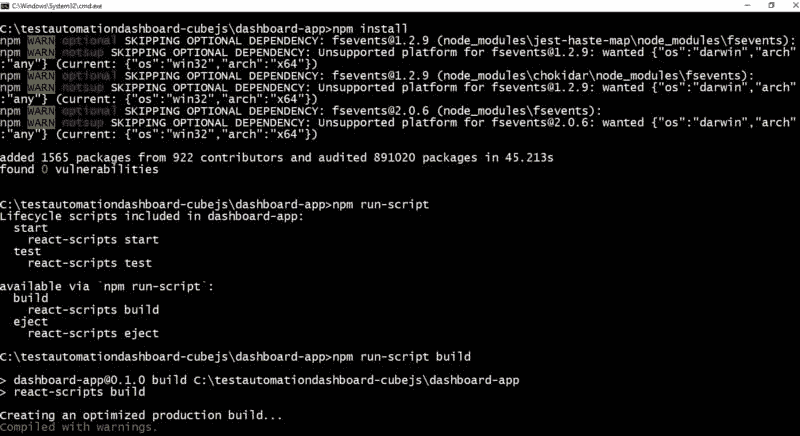 C:\Windows\System32\cmd.exe
C:\testautomationdashboard-cubejs\dashboard-app>npm install
npm WARN optional SKIPPING OPTIONAL DEPENDENCY: fsevents@1.2.9 (node_modules\jest-haste-map\node_modules\fsevents):
npm WARN notsup SKIPPING OPTIONAL DEPENDENCY: Unsupported platform for fsevents@1.2.9: wanted {"os":"darwin","arch"
:"any"} (current: {"os":"win32","arch":"x64"})
npm WARN optional SKIPPING OPTIONAL DEPENDENCY: fsevents@1.2.9 (node_modules\chokidar\node_modules\fsevents):
npm WARN notsup SKIPPING OPTIONAL DEPENDENCY: Unsupported platform for fsevents@1.2.9: wanted {"os":"darwin","arch"
:"any"} (current: {"os":"win32","arch":"x64"})
npm WARN optional SKIPPING OPTIONAL DEPENDENCY: fsevents@2.0.6 (node_modules\fsevents):
npm WARN notsup SKIPPING OPTIONAL DEPENDENCY: Unsupported platform for fsevents@2.0.6: wanted {"os":"darwin","arch"
:"any"} (current: {"os":"win32","arch":"x64"})
added 1565 packages from 922 contributors and audited 891020 packages in 45.213s
found 0 vulnerabilities
C:\testautomationdashboard-cubejs\dashboard-app>npm run-script
Lifecycle scripts included in dashboard-app:
start
react-scripts start
test
react-scripts test
available via `npm run-script`:
build
react-scripts build
eject
react-scripts eject
C:\testautomationdashboard-cubejs\dashboard-app>npm run-script build
> dashboard-app@0.1.0 build C:\testautomationdashboard-cubejs\dashboard-app
> react-scripts build
Creating an optimized production build...
Compiled with warnings.